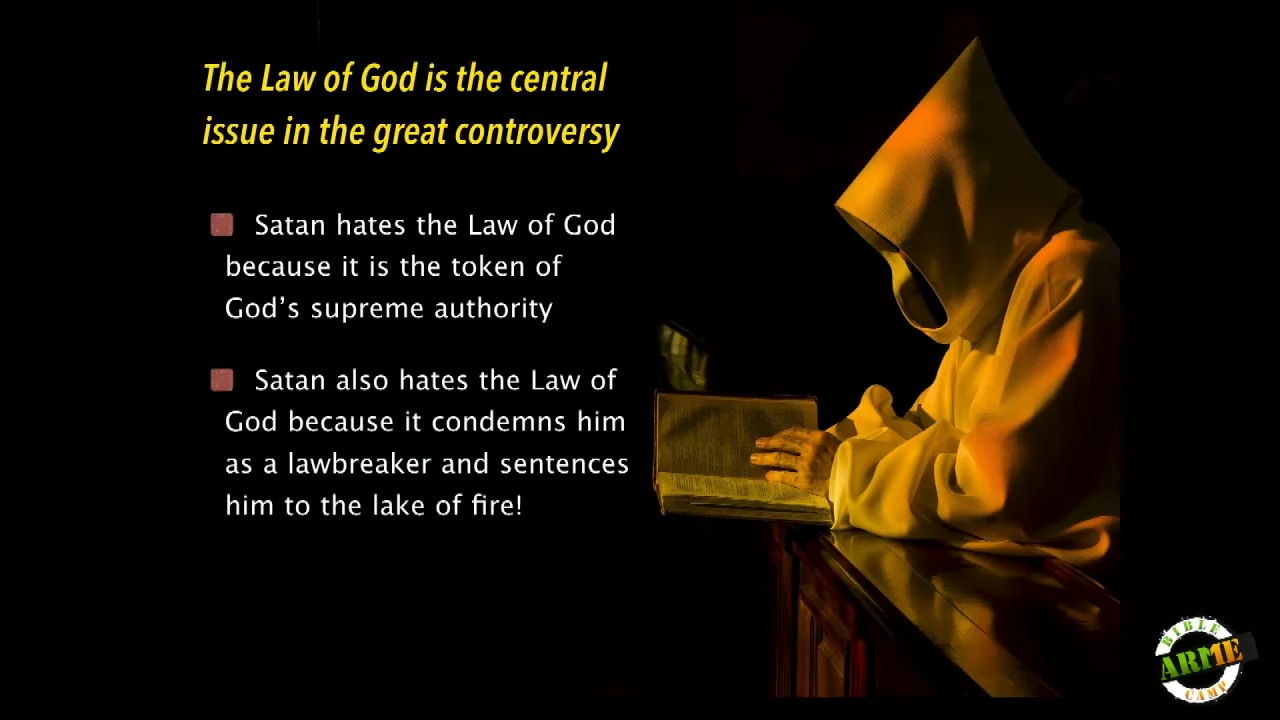 The Law of God is the central
issue in the great controversy
Satan hates the Law of God
because it is the token of
God’s supreme authority
Satan also hates the Law of
God because it condemns him
as a lawbreaker and sentences
him to the lake of fire!
BIBLE
ARME
CAMP